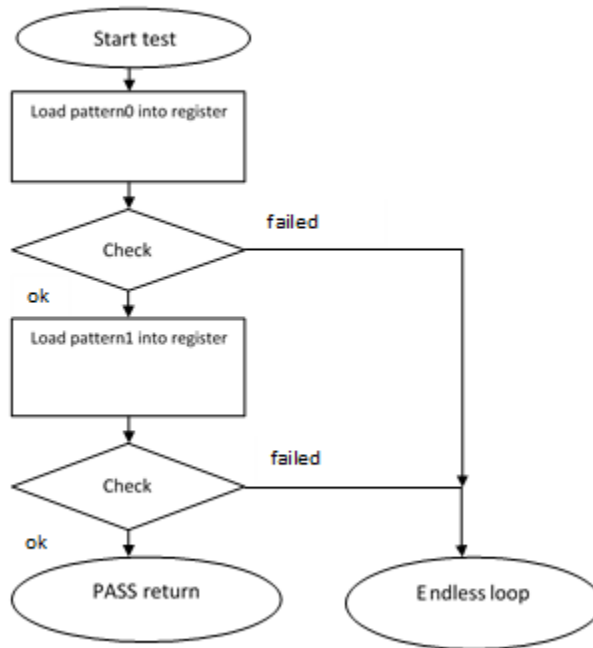 Start test
Load pattern0 into register
Check
failed
ok
Load pattern1 into register
Check
failed
ok
PASS return
Endless loop